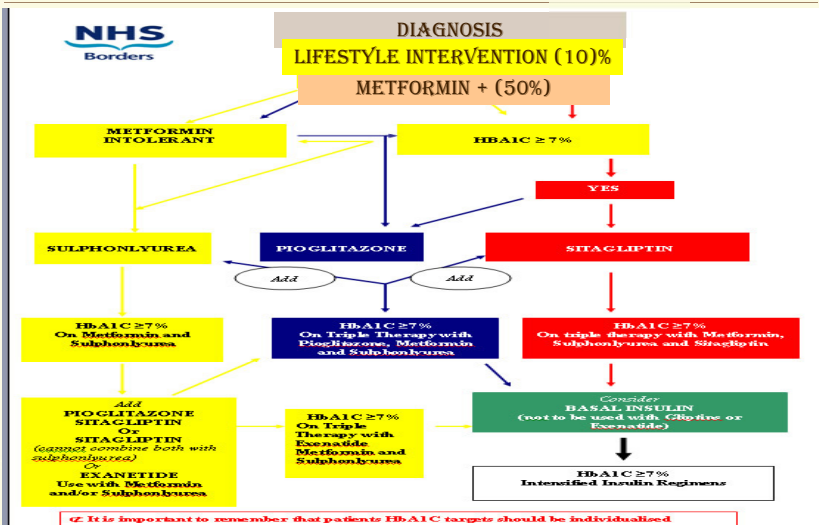 NHS
Borders
DIAGNOSIS
LIFESTYLE INTERVENTION (10)%
METFORMIN + (50%)
METFORMIN
INTOLERANT
HBA1C ≥ 7%
YES
SULPHONLYUREA
PIOGLITAZONE
SITAGLIPTIN
Add
Add
HbA1C ≥7%
On Metformin and
Sulphonlyurea
HbA1C ≥7%
On Triple Therapy with
Pioglitazone, Metformin
and Sulphonlyurea
HbA1C ≥7%
On triple therapy with Metformin,
Sulphonlyurea and Sitagliptin
Add
PIOGLITAZONE
SITAGLIPTIN
Or
SITAGLIPTIN
(cannot combine both with
sulphonlyurea)
Or
EXANETIDE
Use with Metformin
and/or Sulphonlyurea
HbA1C ≥7%
On Triple
Therapy with
Exenatide
Metformin and
Sulphonlyurea
Consider
BASAL INSULIN
(not to be used with Gliptins or
Exenatide)
HbA1C ≥7%
Intensified Insulin Regimens
It is important to remember that patients HbA1C targets should be individualised